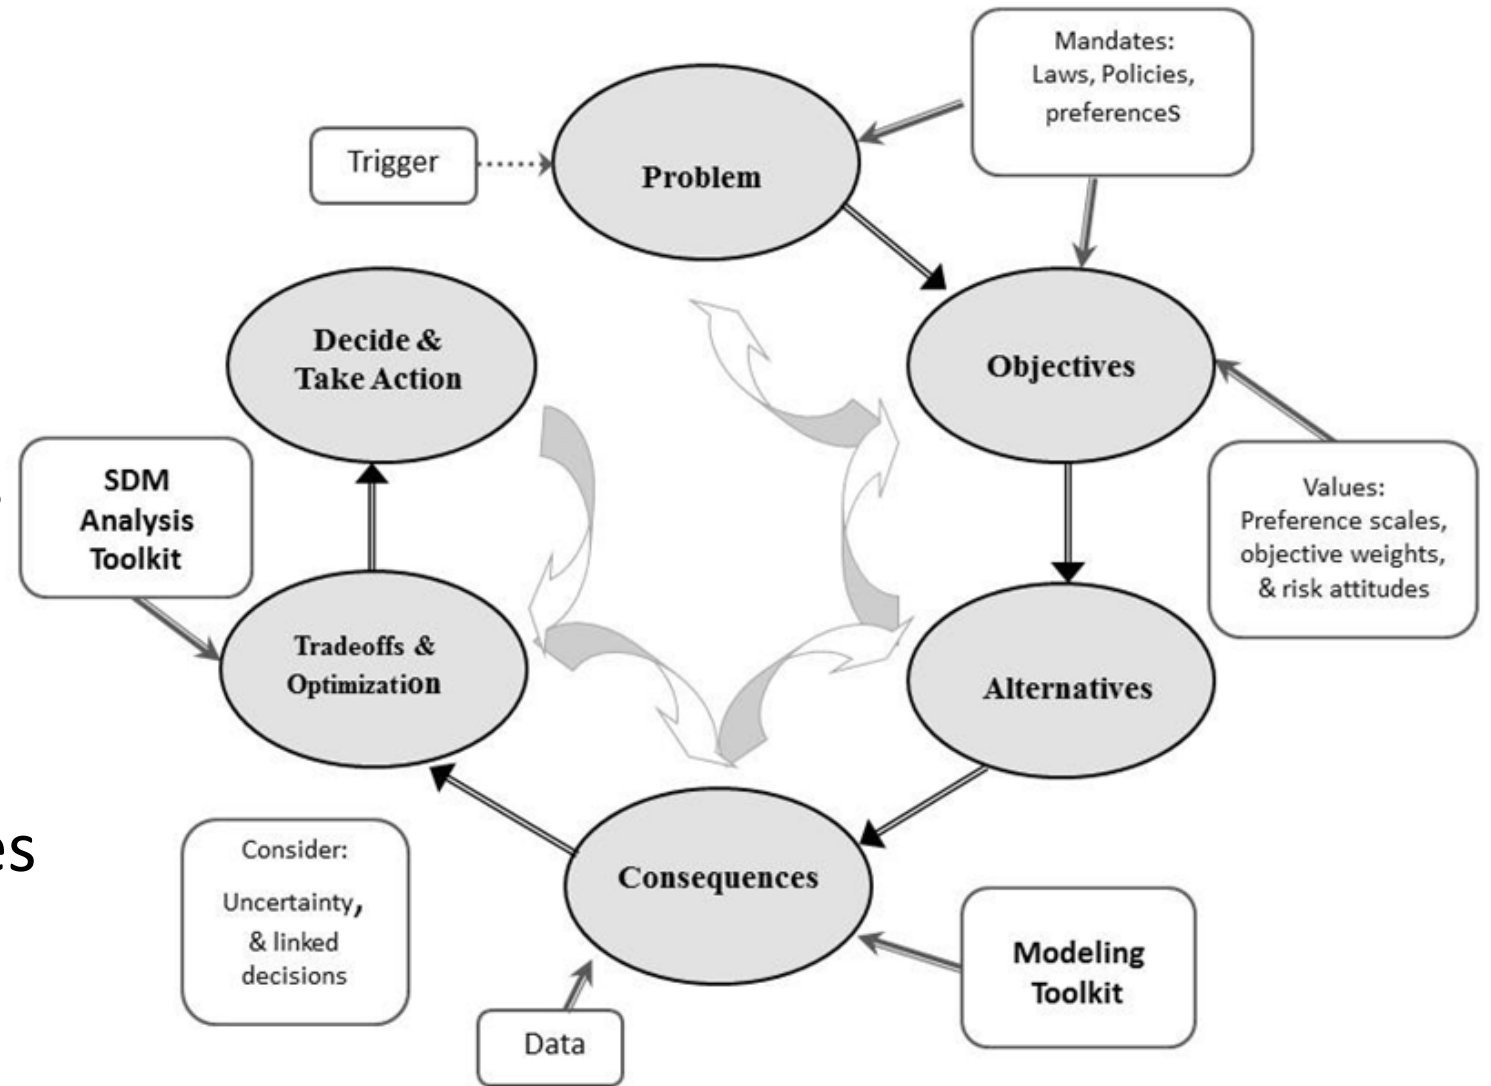 Mandates:
Laws, Policies,
preferences
Trigger
Problem
Decide &
Take Action
Objectives
SDM
Analysis
Toolkit
Values:
Preference scales,
objective weights,
& risk attitudes
Tradeoffs &
Optimization
Alternatives
es
Consider:
Uncertainty,
& linked
decisions
Consequences
Modeling
Toolkit
Data